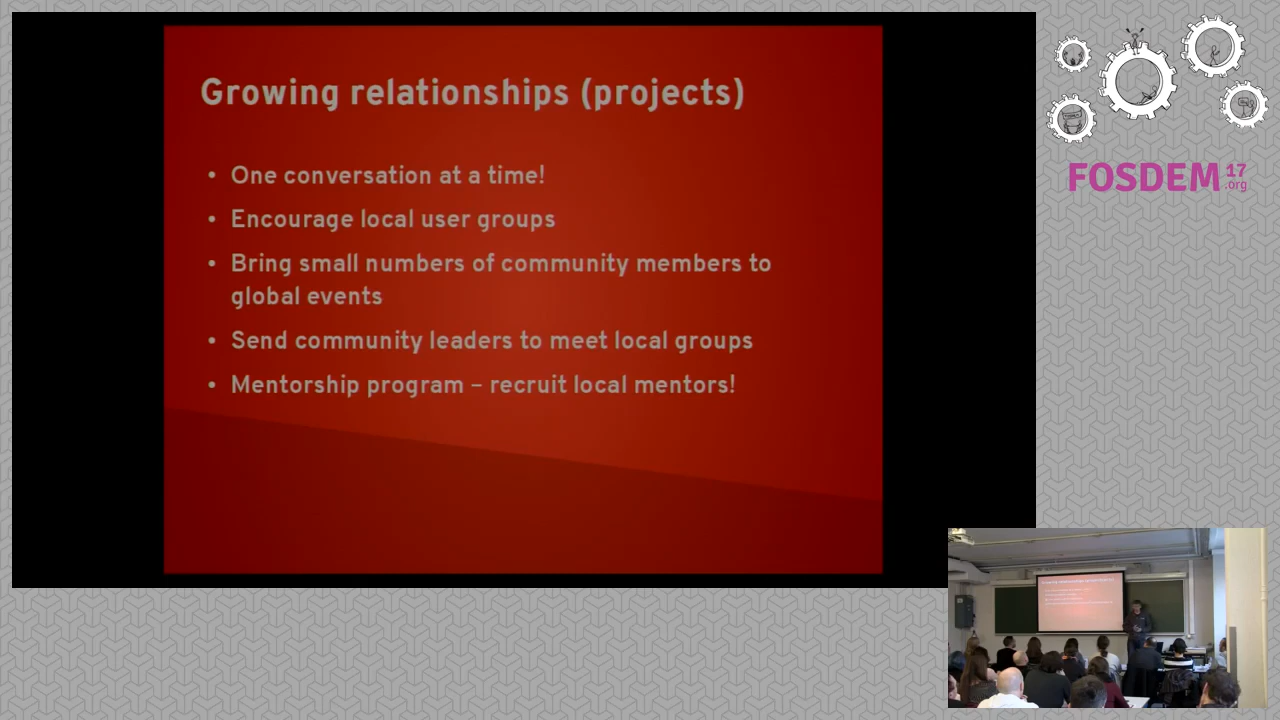 Growing relationships (projects)
• One conversation at a time!
• Encourage local user groups
• Bring small numbers of community members to
global events
• Send community leaders to meet local groups
• Mentorship program – recruit local mentors!
FOSDEM 17
.org